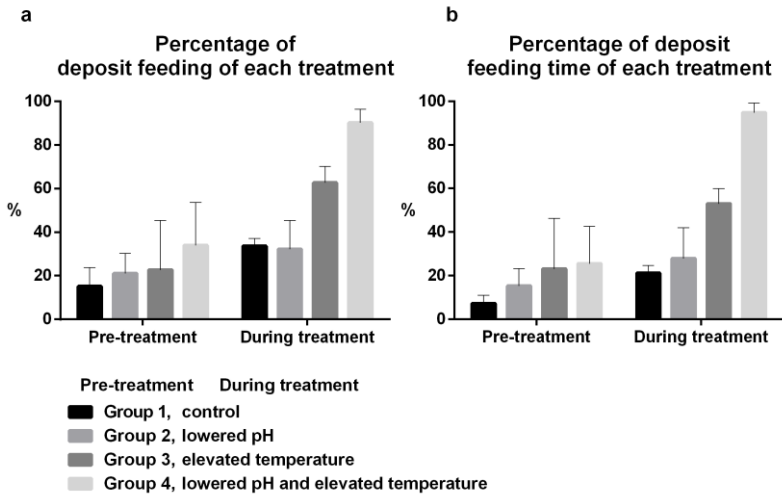 a
Percentage of
deposit feeding of each treatment
100
80
60
%
40
20
0
Pre-treatment During treatment
b
Percentage of deposit
feeding time of each treatment
100
80
60
%
40
20
0
Pre-treatment During treatment
Pre-treatment During treatment
Group 1, control
Group 2, lowered pH
Group 3, elevated temperature
Group 4, lowered pH and elevated temperature